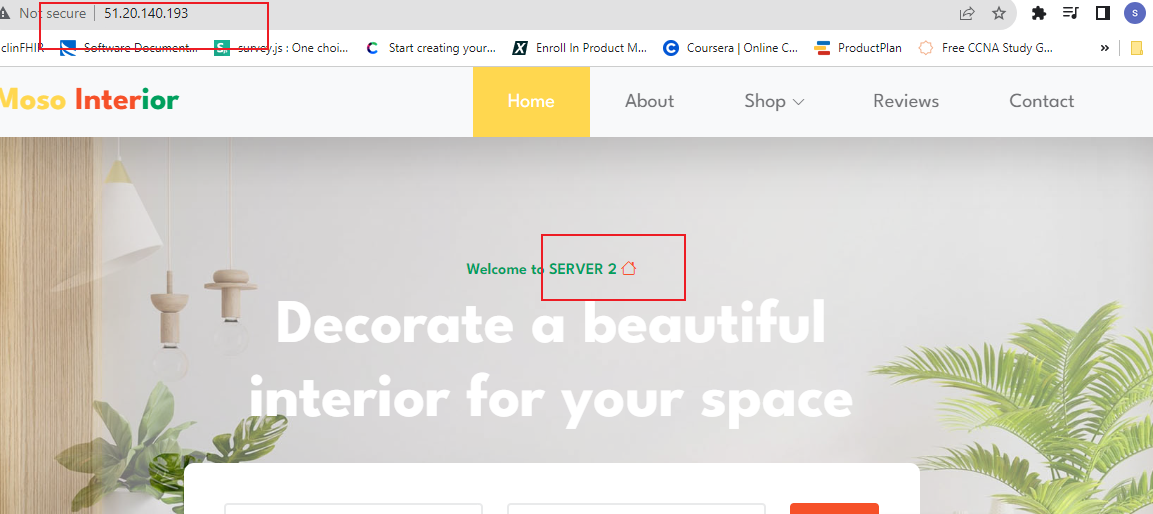 Not secure | 51.20.140.193
clinFHIR Software Document... survey.js : One choi... Start creating your... Enroll In Product M... Coursera | Online C... ProductPlan Free CCNA Study G... »
Moso Interior Home About Shop Reviews Contact
Welcome to SERVER 2
Decorate a beautiful
interior for your space